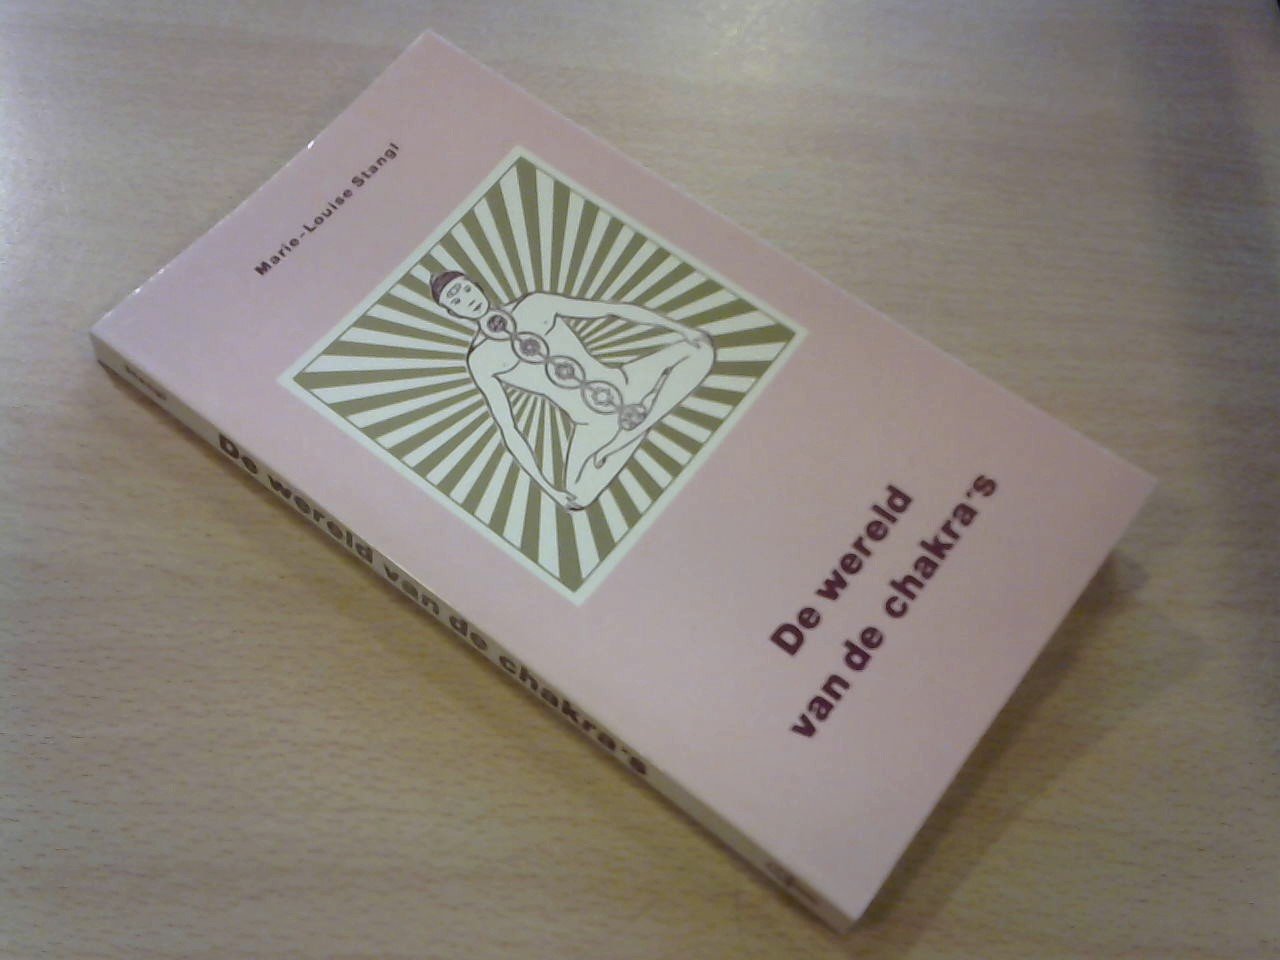 Marie-Louise Stangl
De wereld
van de chakra's
De wereld van de chakra's